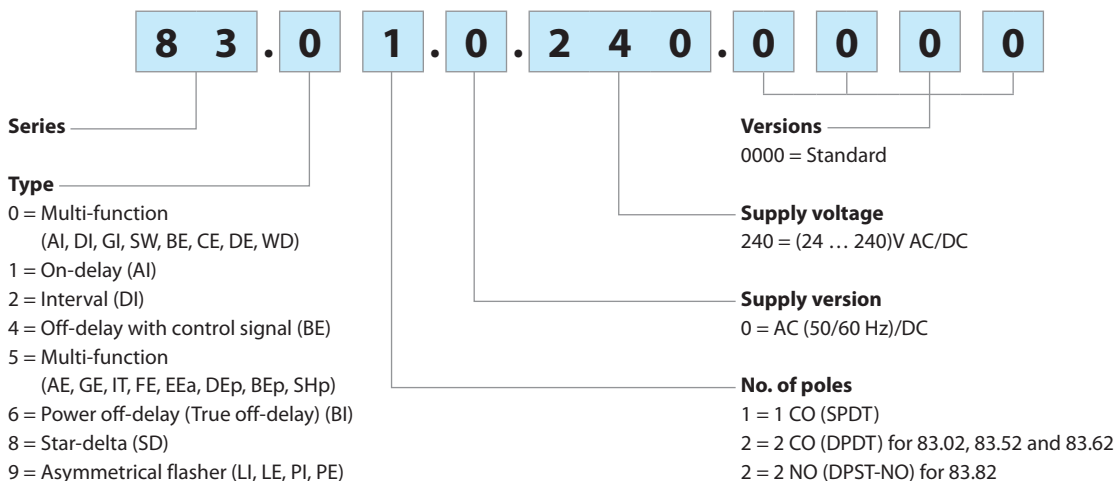 8 3 . 0 1 . 0 . 2 4 0 . 0 0 0 0
Series
Type
0 = Multi-function
(AI, DI, GI, SW, BE, CE, DE, WD)
1 = On-delay (AI)
2 = Interval (DI)
4 = Off-delay with control signal (BE)
5 = Multi-function
(AE, GE, IT, FE, EEa, DEp, BEp, SHp)
6 = Power off-delay (True off-delay) (BI)
8 = Star-delta (SD)
9 = Asymmetrical flasher (LI, LE, PI, PE)
Versions
0000 = Standard
Supply voltage
240 = (24 … 240)V AC/DC
Supply version
0 = AC (50/60 Hz)/DC
No. of poles
1 = 1 CO (SPDT)
2 = 2 CO (DPDT) for 83.02, 83.52 and 83.62
2 = 2 NO (DPST-NO) for 83.82